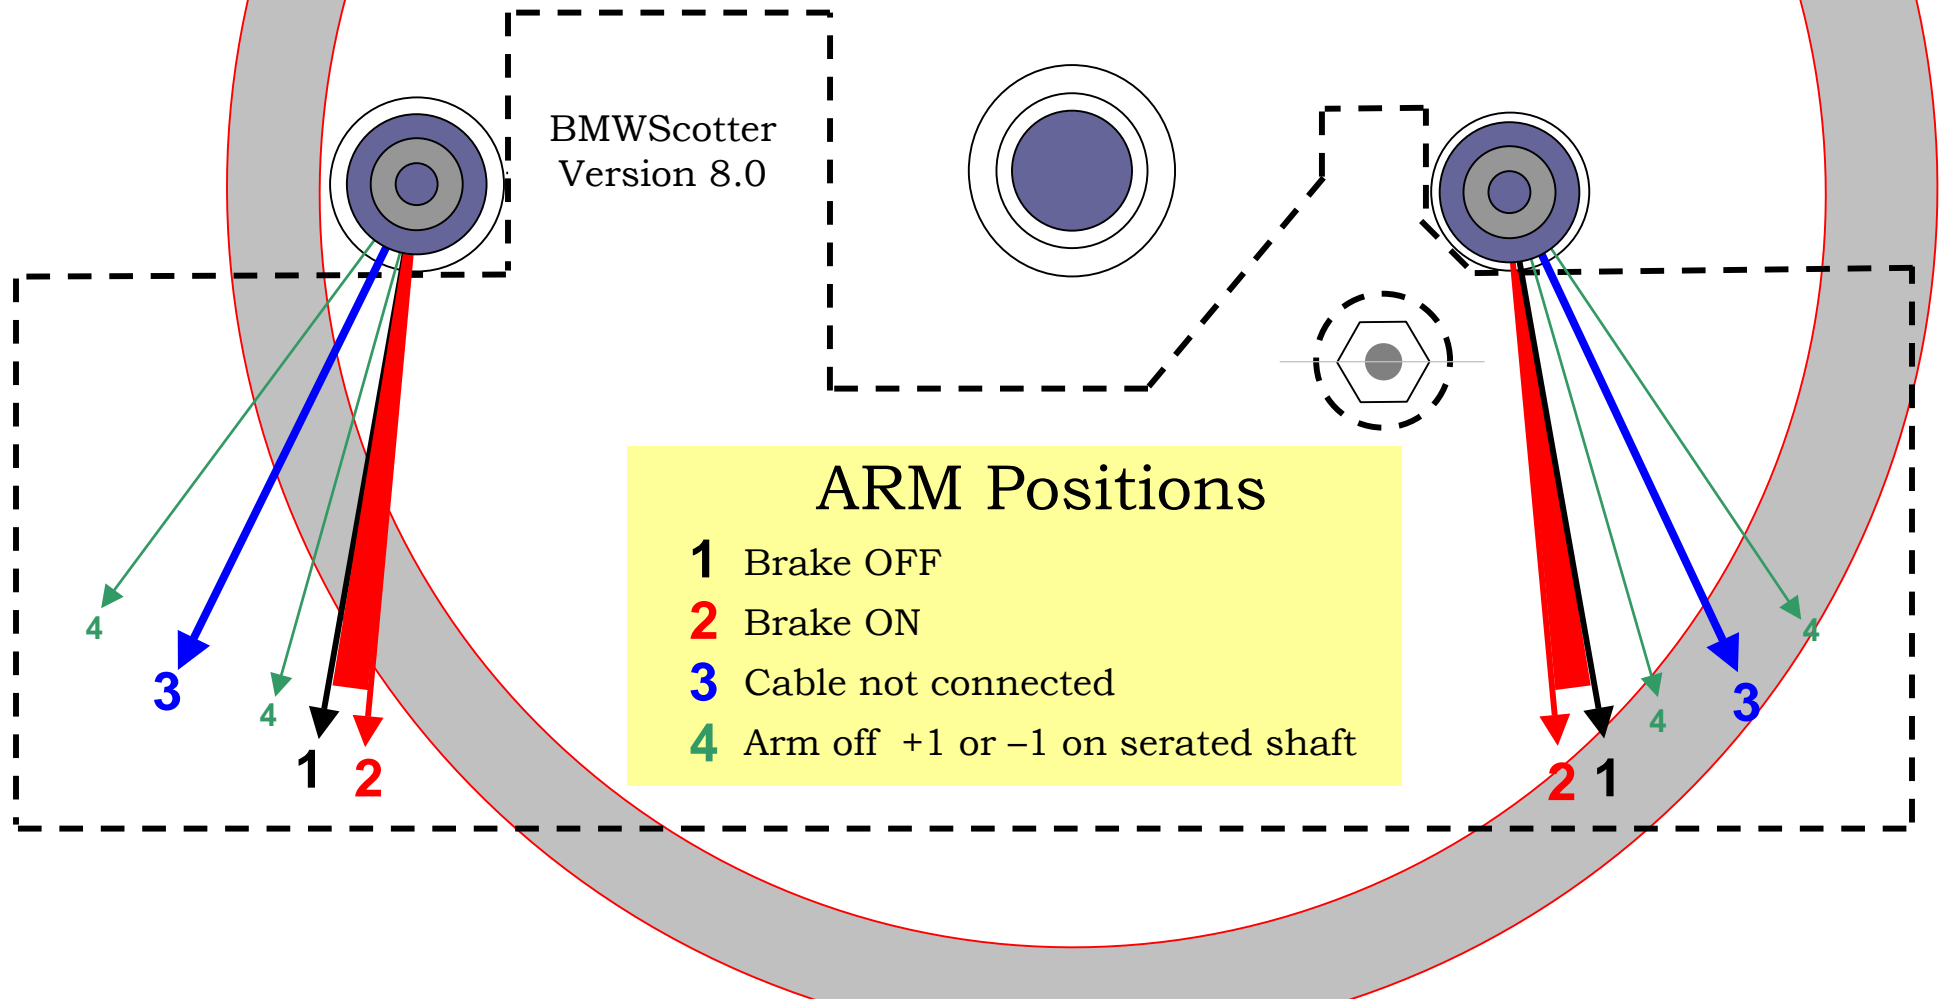 BMWScotter
Version 8.0
ARM Positions
1 Brake OFF
2 Brake ON
3 Cable not connected
4 Arm off +1 or –1 on serated shaft
4
3
4
1
2
2
1
4
3
4